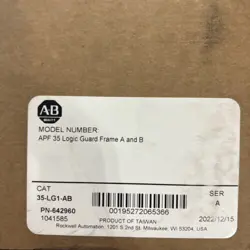 AB
MODEL NUMBER
APF 35 Logic Guard Frame A and B
CAT
SER
35-LG1-AB
A
PN-642960
1041585
00195272065366
2022/12/15
PRODUCT OF TAIWAN
Rockwell Automation, 1201 S 2nd St., Milwaukee, WI 53204, USA